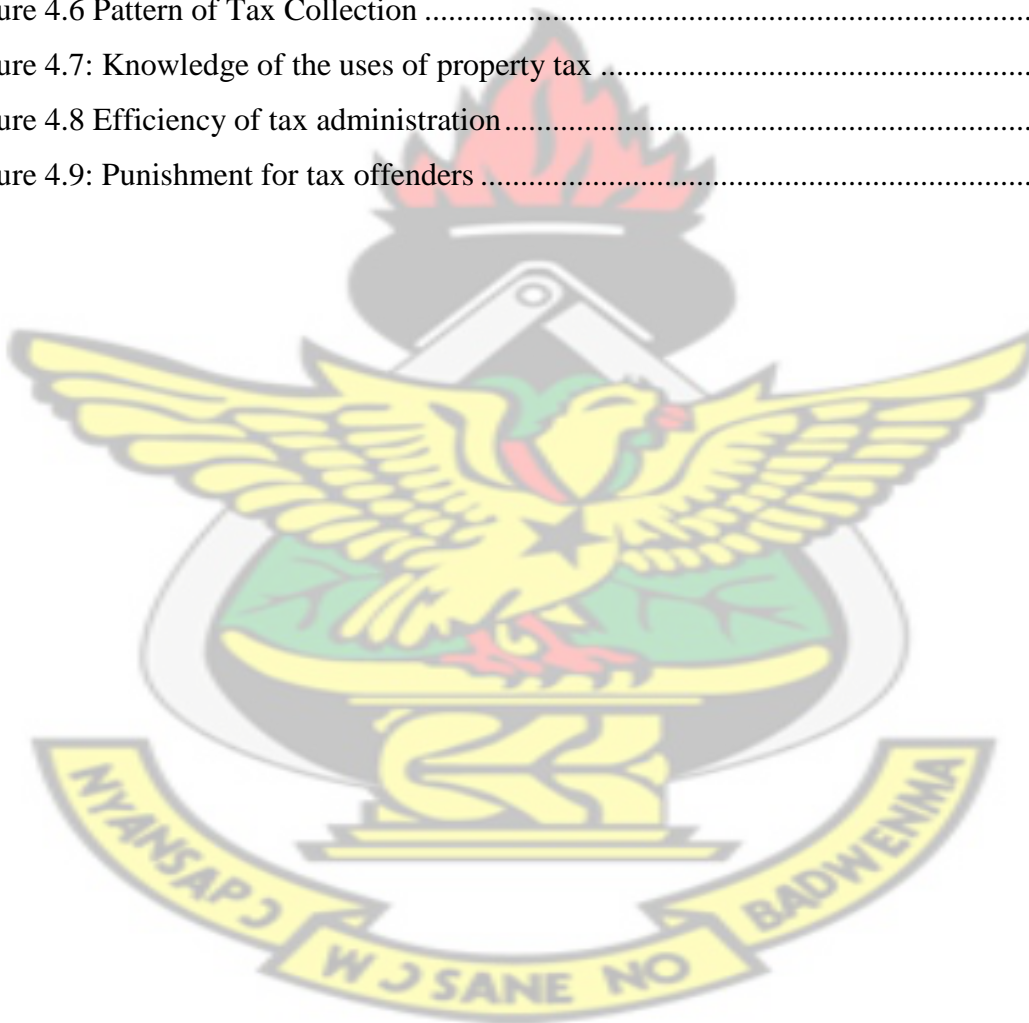 ure 4.6 Pattern of Tax Collection ....................................................................................
ure 4.7: Knowledge of the uses of property tax ............................................................
ure 4.8 Efficiency of tax administration ........................................................................
ure 4.9: Punishment for tax offenders ...........................................................................
NYANSAPƆ
WƆSANE NO
BADWENMA